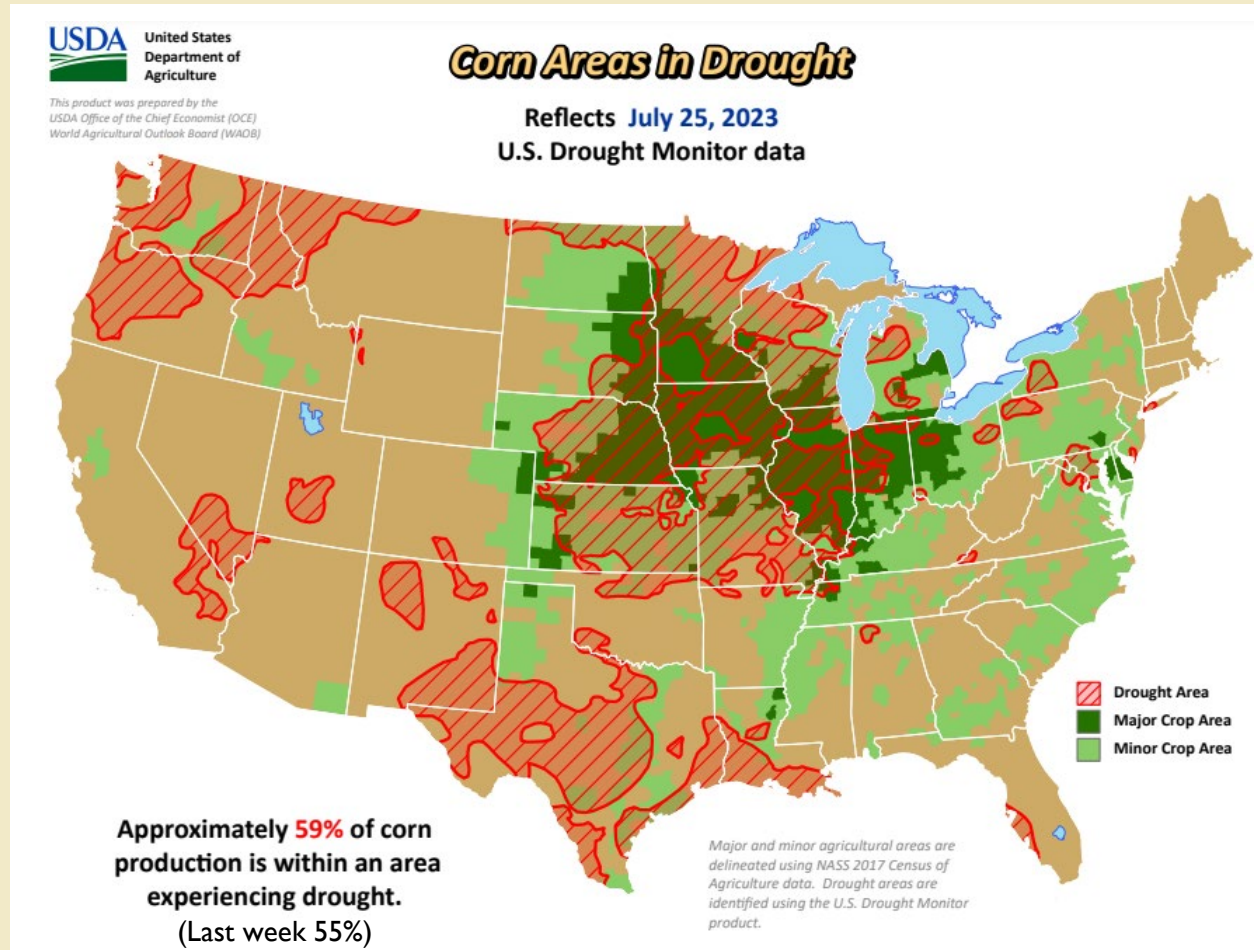 USDA
United States
Department of
Agriculture
This product was prepared by the
USDA Office of the Chief Economist (OCE)
World Agricultural Outlook Board (WAOB)
Corn Areas in Drought
Reflects July 25, 2023
U.S. Drought Monitor data
Drought Area
Major Crop Area
Minor Crop Area
Approximately 59% of corn
production is within an area
experiencing drought.
(Last week 55%)
Major and minor agricultural areas are
delineated using NASS 2017 Census of
Agriculture data. Drought areas are
identified using the U.S. Drought Monitor
product.